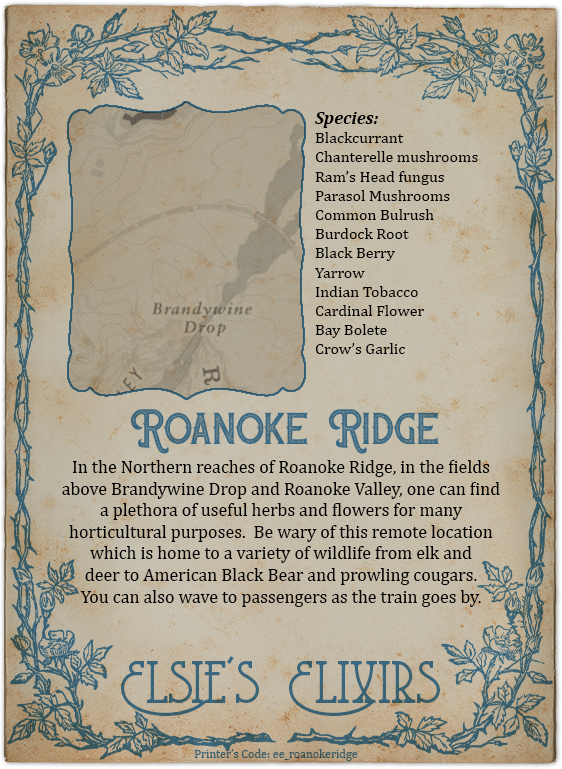 Species:
Blackcurrant
Chanterelle mushrooms
Ram's Head fungus
Parasol Mushrooms
Common Bulrush
Burdock Root
Black Berry
Yarrow
Indian Tobacco
Cardinal Flower
Bay Bolete
Crow's Garlic
Brandywine
Drop
EY
R
Roanoke Ridge
In the Northern reaches of Roanoke Ridge, in the fields
above Brandywine Drop and Roanoke Valley, one can find
a plethora of useful herbs and flowers for many
horticultural purposes.  Be wary of this remote location
which is home to a variety of wildlife from elk and
deer to American Black Bear and prowling cougars.
You can also wave to passengers as the train goes by.
Elsie's Elixirs
Printer's Code: ee_roanokeridge